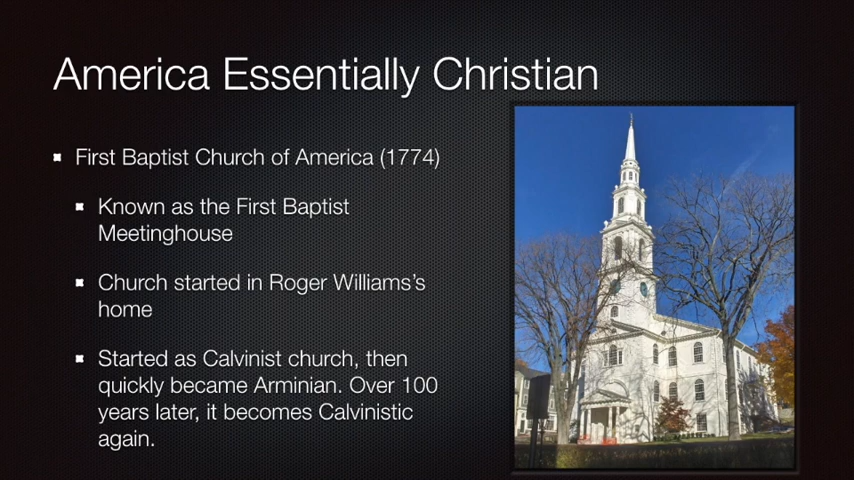 America Essentially Christian
First Baptist Church of America (1774)
Known as the First Baptist
Meetinghouse
Church started in Roger Williams’s
home
Started as Calvinist church, then
quickly became Arminian. Over 100
years later, it becomes Calvinistic
again.